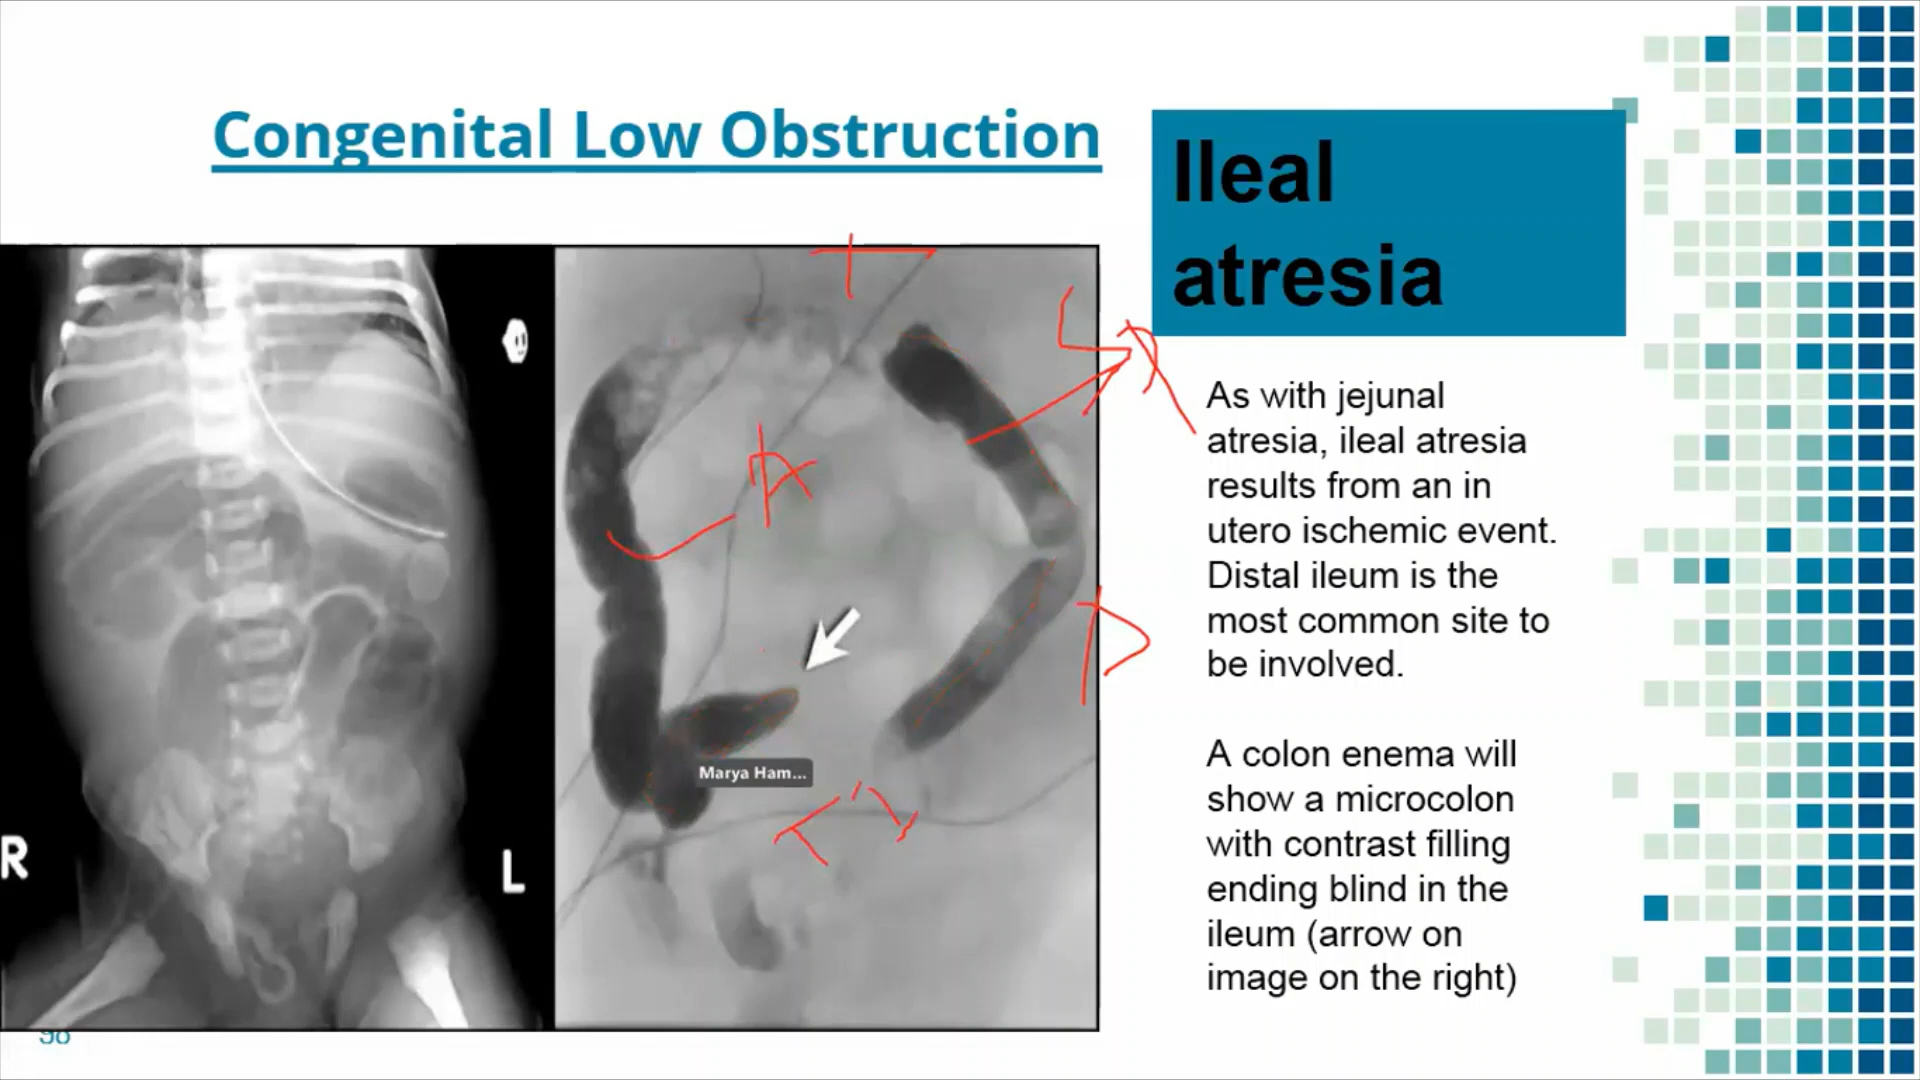 Congenital Low Obstruction
Ileal
atresia
As with jejunal
atresia, ileal atresia
results from an in
utero ischemic event.
Distal ileum is the
most common site to
be involved.
A colon enema will
show a microcolon
with contrast filling
ending blind in the
ileum (arrow on
image on the right)
Marya Ham...
R
L